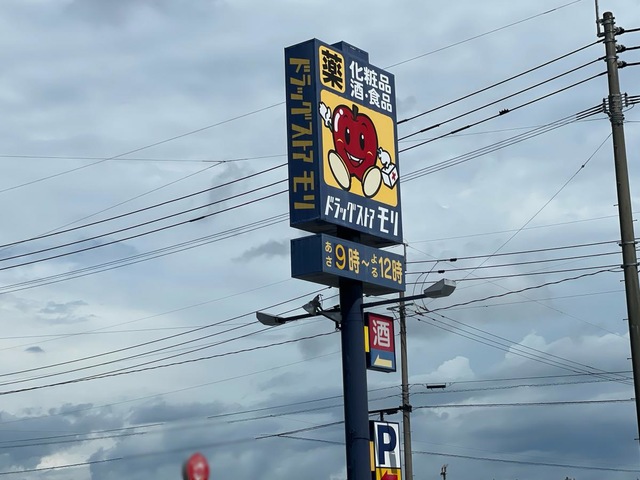 薬 化粧品
酒・食品
ドラッグストア モリ
ドラッグストア モリ
あさ9時〜よる12時
酒
P